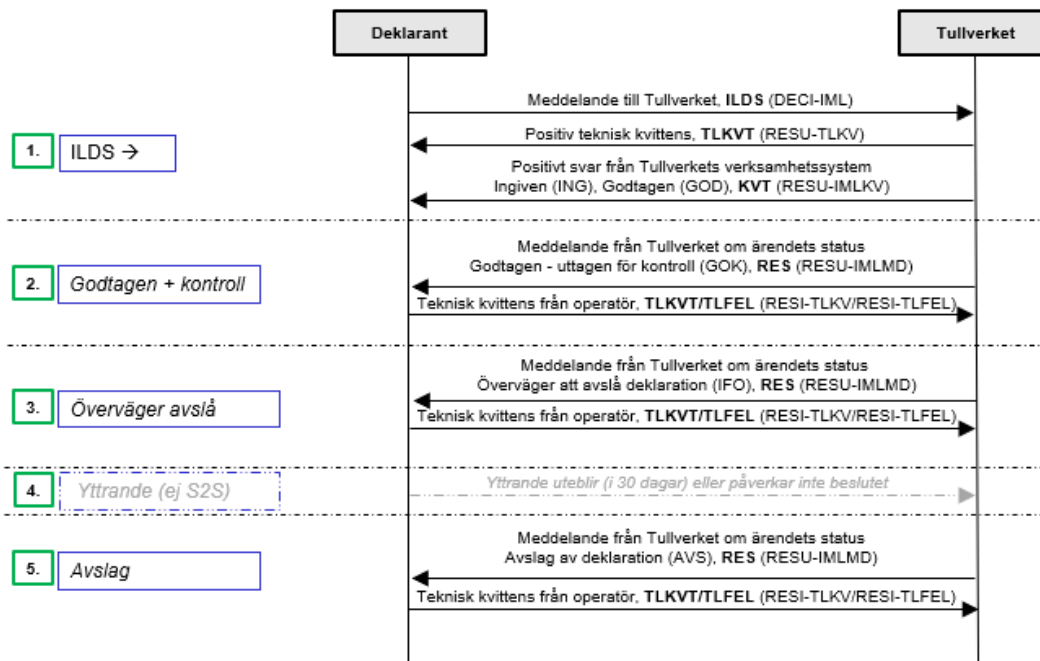 Deklarant
Tullverket
1.
ILDS →
Meddelande till Tullverket, ILDS (DECI-IML)
Positiv teknisk kvittens, TLKVT (RESU-TLKV)
Positivt svar från Tullverkets verksamhetssystem
Ingiven (ING), Godtagen (GOD), KVT (RESU-IMLKV)
2.
Godtagen + kontroll
Meddelande från Tullverket om ärendets status
Godtagen - uttagen för kontroll (GOK), RES (RESU-IMLMD)
Teknisk kvittens från operatör, TLKVT/TLFEL (RESI-TLKV/RESI-TLFEL)
3.
Överväger avslå
Meddelande från Tullverket om ärendets status
Överväger att avslå deklaration (IFO), RES (RESU-IMLMD)
Teknisk kvittens från operatör, TLKVT/TLFEL (RESI-TLKV/RESI-TLFEL)
4.
Yttrande (ej S2S)
Yttrande uteblir (i 30 dagar) eller påverkar inte beslutet
5.
Avslag
Meddelande från Tullverket om ärendets status
Avslag av deklaration (AVS), RES (RESU-IMLMD)
Teknisk kvittens från operatör, TLKVT/TLFEL (RESI-TLKV/RESI-TLFEL)